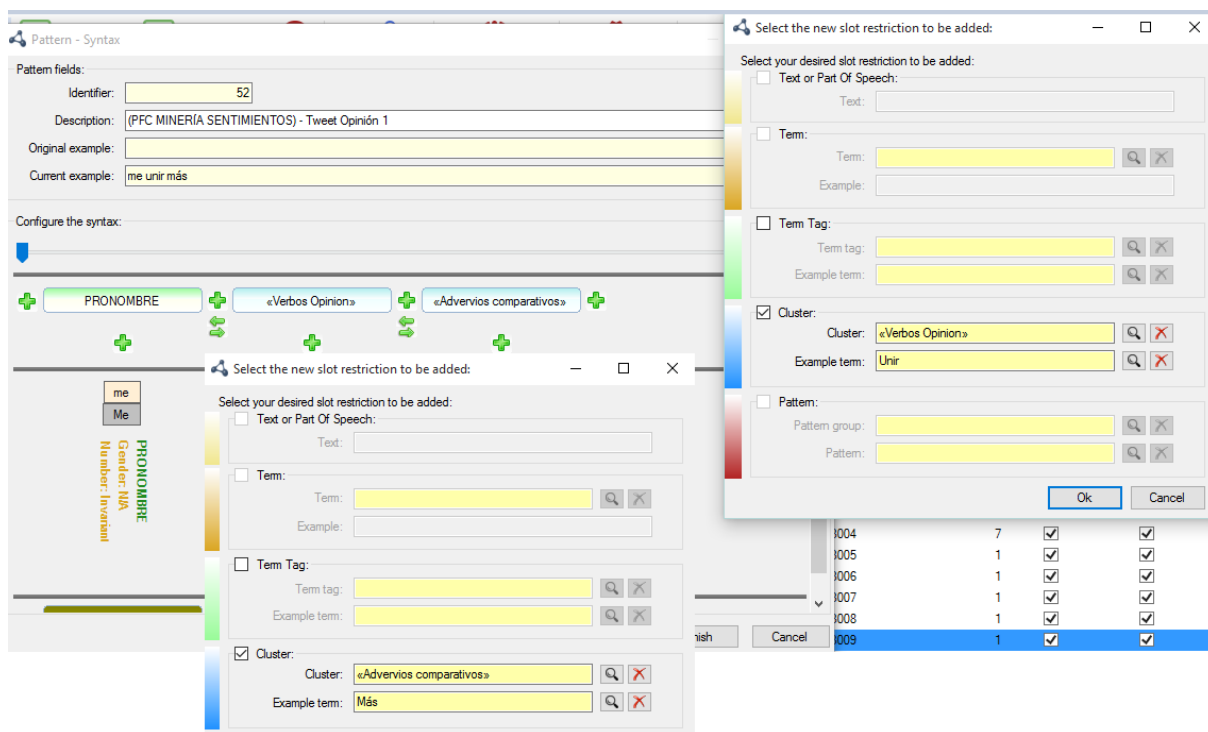 Pattern - Syntax
Pattern fields:
Identifier: 52
Description: (PFC MINERÍA SENTIMIENTOS) - Tweet Opinión 1
Original example:
Current example: me unir más
Configure the syntax:
PRONOMBRE «Verbos Opinion» «Advervios comparativos»
me
Me
PRONOMBRE
Gender: N/A
Number: Invariant
Cancel
Select the new slot restriction to be added:
Select your desired slot restriction to be added:
Text or Part Of Speech:
Text:
Term:
Term:
Example:
Term Tag:
Term tag:
Example term:
Cluster:
Cluster: «Advervios comparativos»
Example term: Más
Select the new slot restriction to be added:
Select your desired slot restriction to be added:
Text or Part Of Speech:
Text:
Term:
Term:
Example:
Term Tag:
Term tag:
Example term:
Cluster:
Cluster: «Verbos Opinion»
Example term: Unir
Pattern:
Pattern group:
Pattern:
Ok Cancel
004 7
005 1
006 1
007 1
008 1
009 1